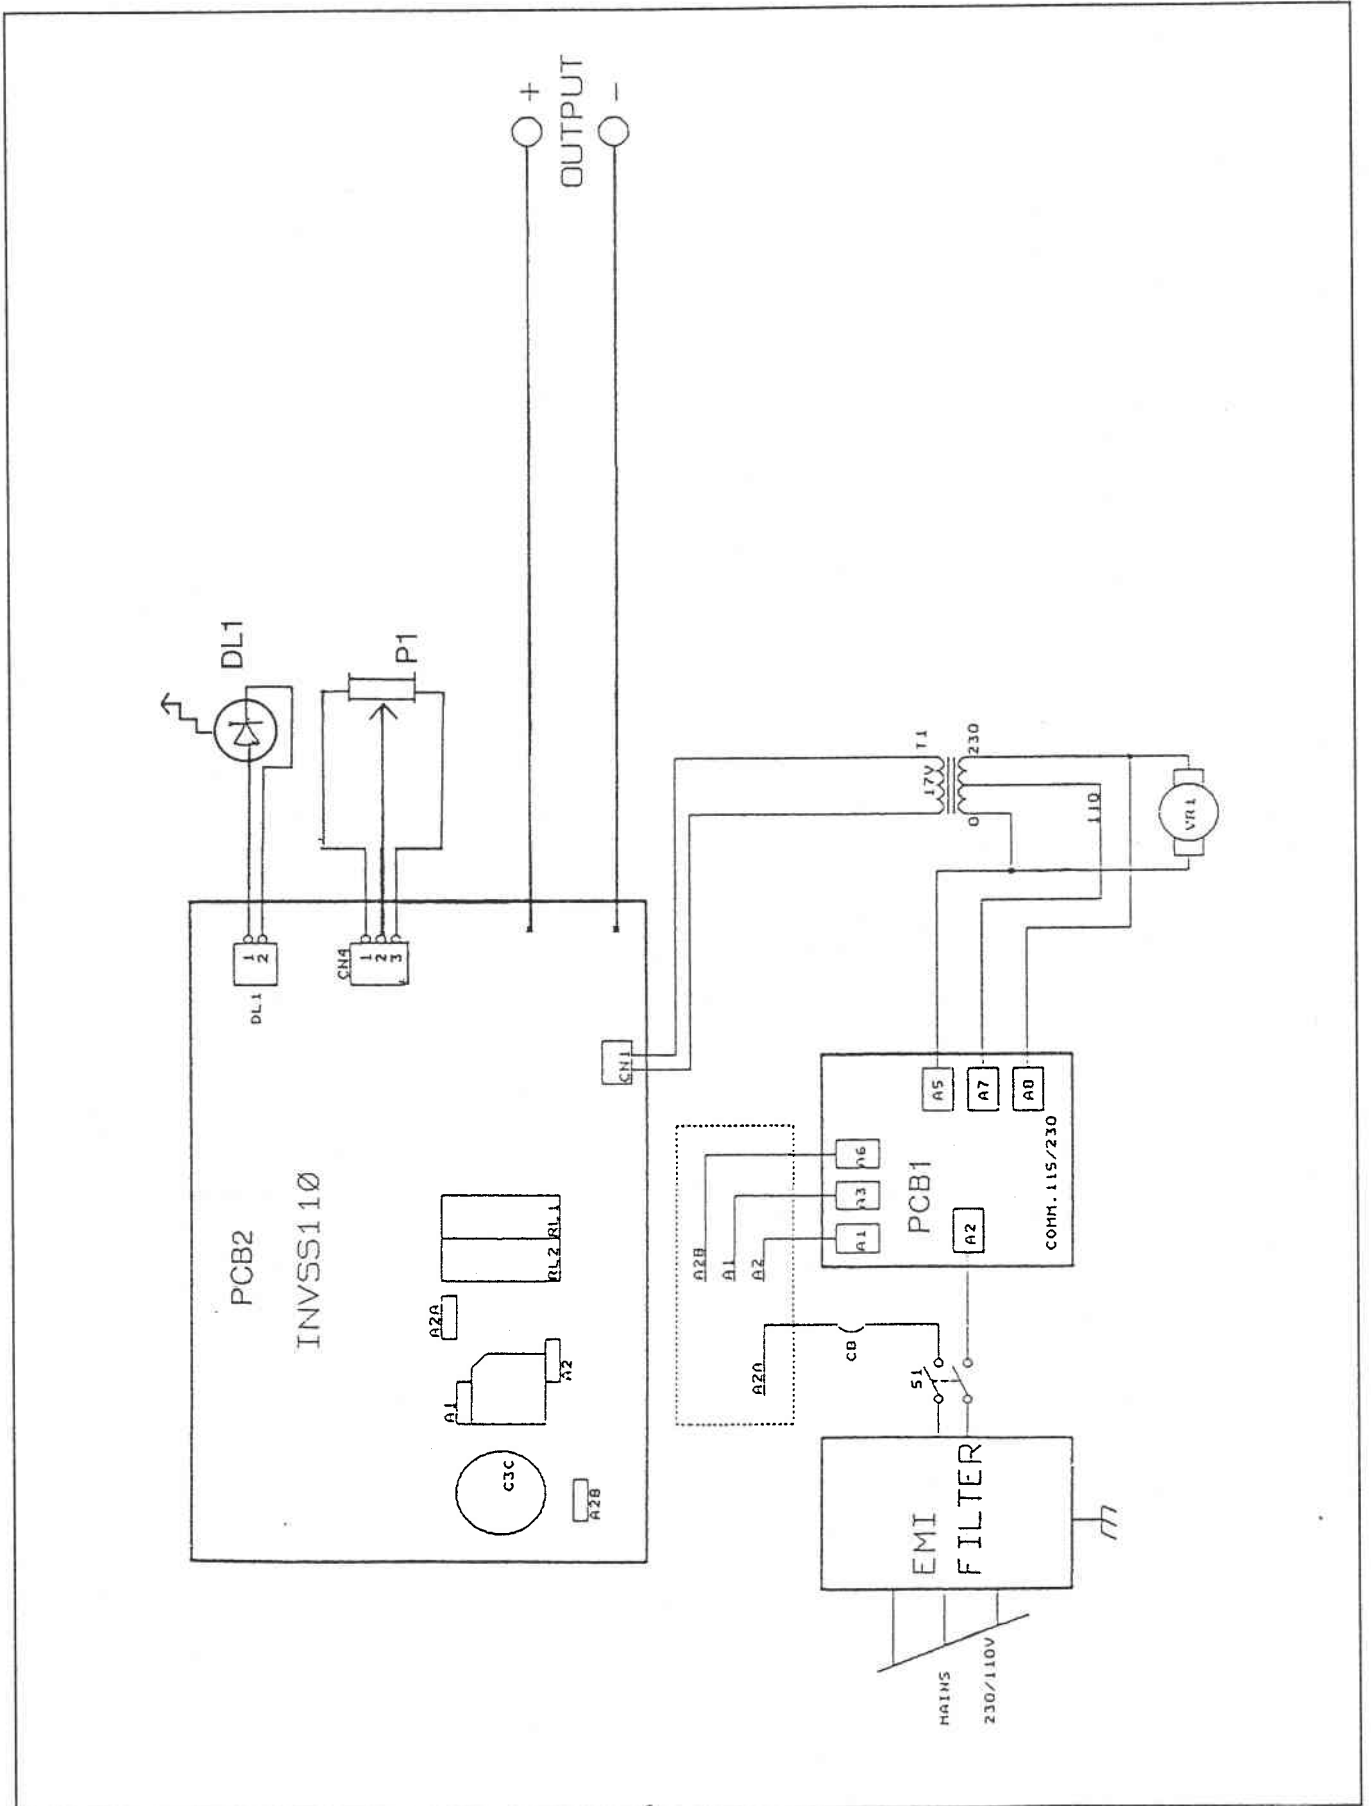 PCB2
INVSS110
DL1
1
2
DL1
CN4
1
2
3
P1
+
OUTPUT
-
A1
A2A
A2
C3C
A2B
RL2
RL1
CN1
17V
T1
0
230
110
VR1
A2A
A2B
A1
A2
A1
A3
A6
PCB1
A2
A5
A7
A8
COMM.115/230
CB
S1
EMI
FILTER
MAINS
230/110V